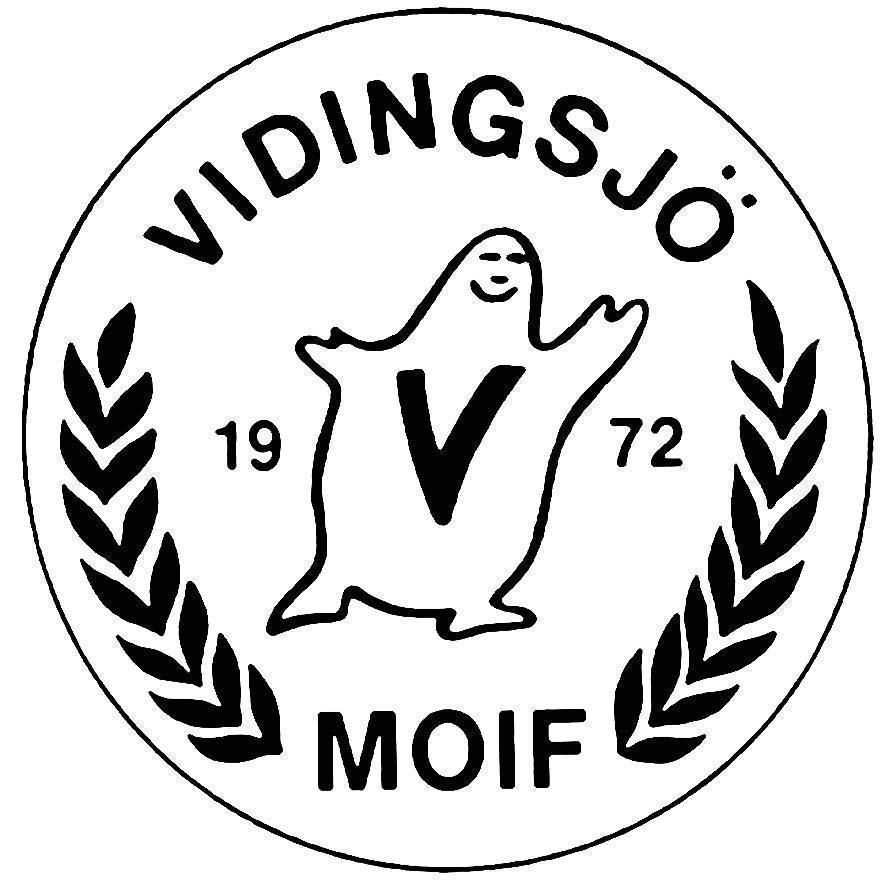 VIDINGSJÖ
V
19 72
MOIF